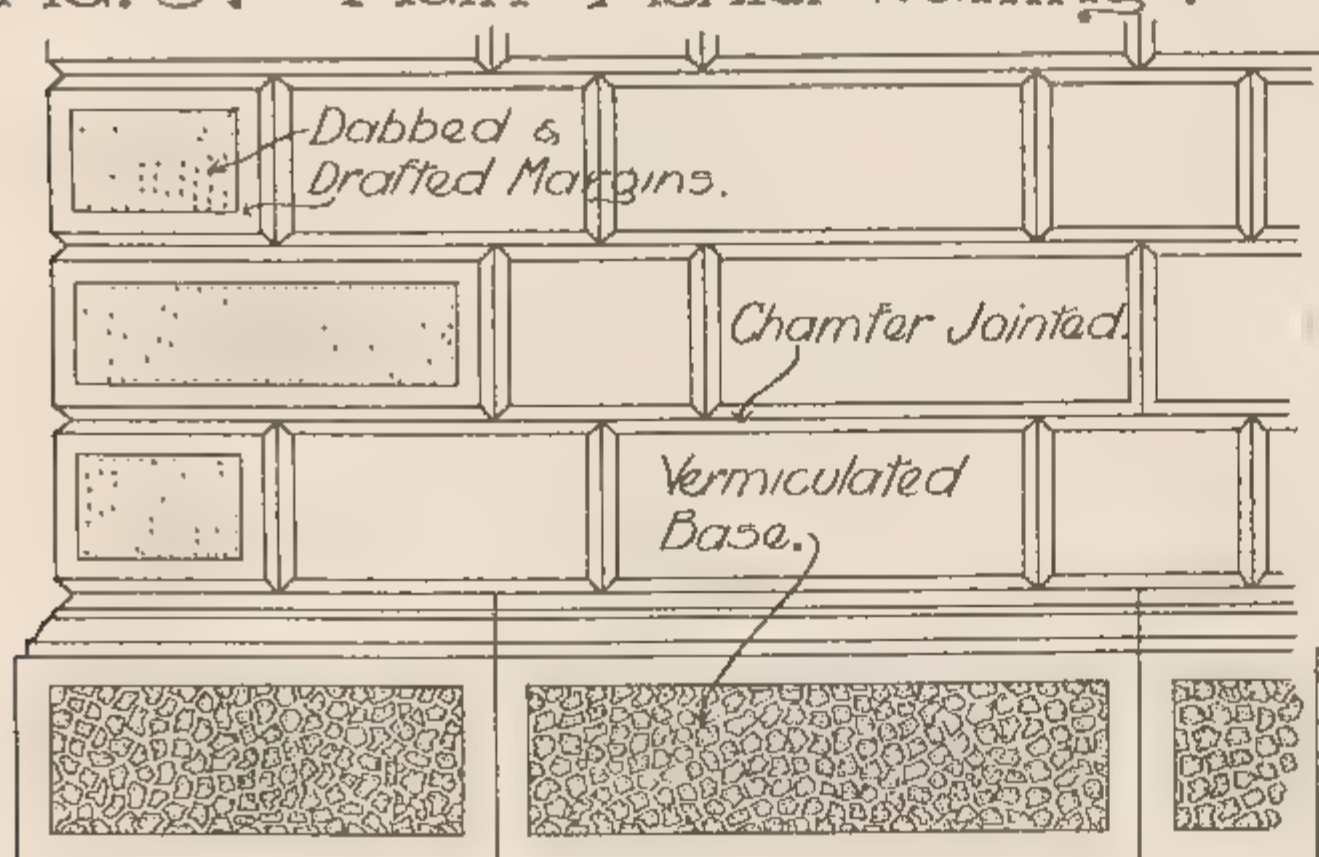 Dabbed &
Drafted Margins.
Chamfer Jointed.
Vermiculated
Base.